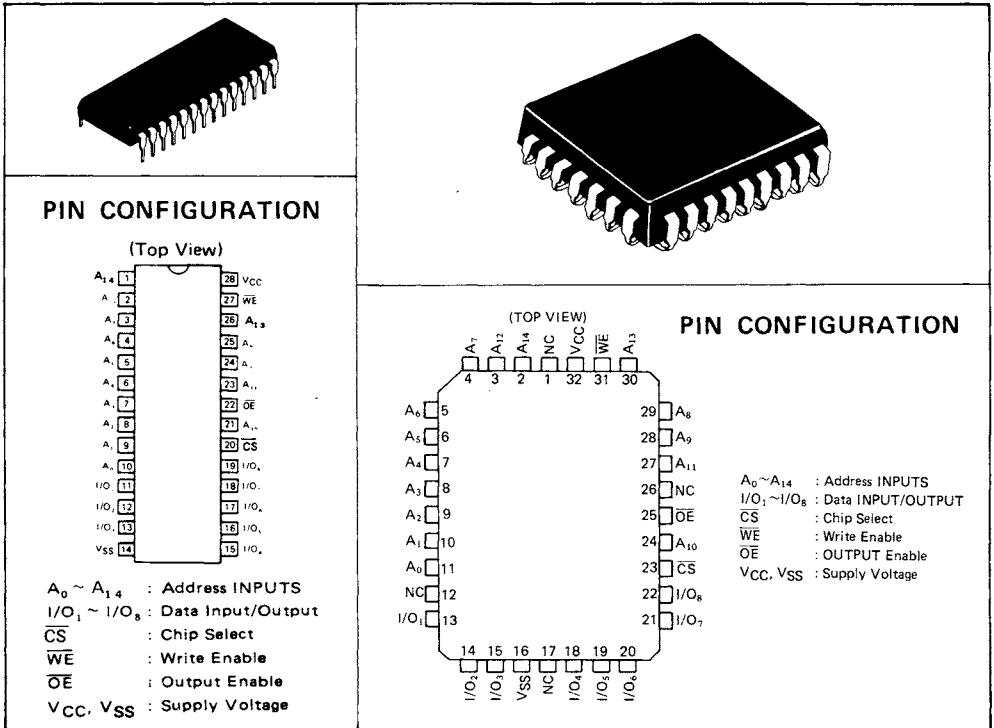 PIN CONFIGURATION
(Top View)
A14 1
2
3
4
5
6
7
8
9
A0 10
I/O 11
I/O 12
I/O 13
VSS 14
28 VCC
27 WE
26 A13
25
24
23 A11
22 OE
21
20 CS
19 I/O
18 I/O
17 I/O
16 I/O
15 I/O
A0 ~ A14 : Address INPUTS
I/O1 ~ I/O8 : Data Input/Output
CS : Chip Select
WE : Write Enable
OE : Output Enable
VCC, VSS : Supply Voltage
(TOP VIEW)
PIN CONFIGURATION
A7 A12 A14 NC VCC WE A13
4 3 2 1 32 31 30
A6 5
A5 6
A4 7
A3 8
A2 9
A1 10
A0 11
NC 12
I/O1 13
29 A8
28 A9
27 A11
26 NC
25 OE
24 A10
23 CS
22 I/O8
21 I/O7
14 15 16 17 18 19 20
I/O2 I/O3 VSS NC I/O4 I/O5 I/O6
A0~A14 : Address INPUTS
I/O1~I/O8 : Data INPUT/OUTPUT
CS : Chip Select
WE : Write Enable
OE : OUTPUT Enable
VCC, VSS : Supply Voltage